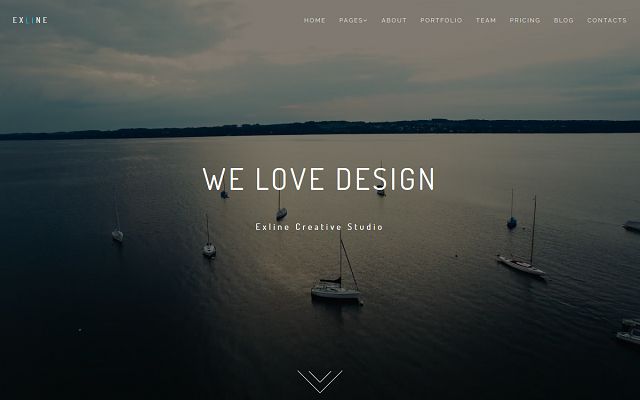 EXLINE
HOME PAGES ABOUT PORTFOLIO TEAM PRICING BLOG CONTACTS
WE LOVE DESIGN
Exline Creative Studio